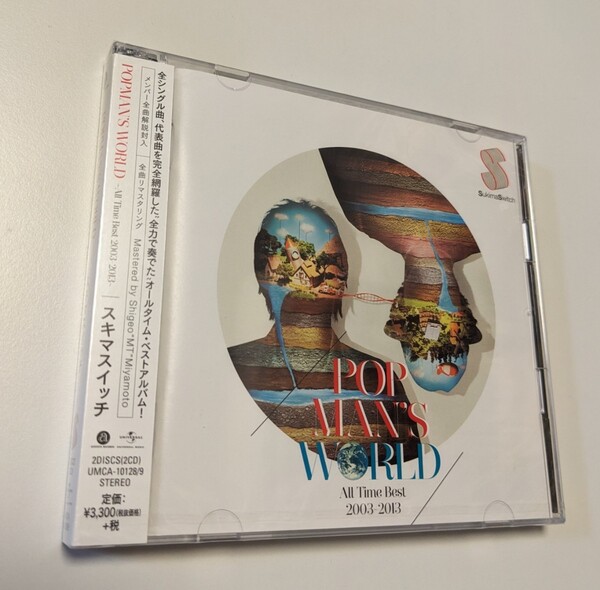 POPMAN'S WORLD
-All Time Best 2003-2013-
スキマスイッチ
全シングル曲、代表曲を完全網羅した、全力で奏でた"オールタイム・ベストアルバム!
メンバー全曲解説封入
全曲リマスタリング Mastered by Shigeo"MT"Miyamoto
UNIVERSAL
2DISCS(2CD)
UMCA-10128/9
STEREO
定価:
¥3,300(税抜価格)
+税
SukimaSwitch
POP
MAN'S
WORLD
All Time Best
2003-2013